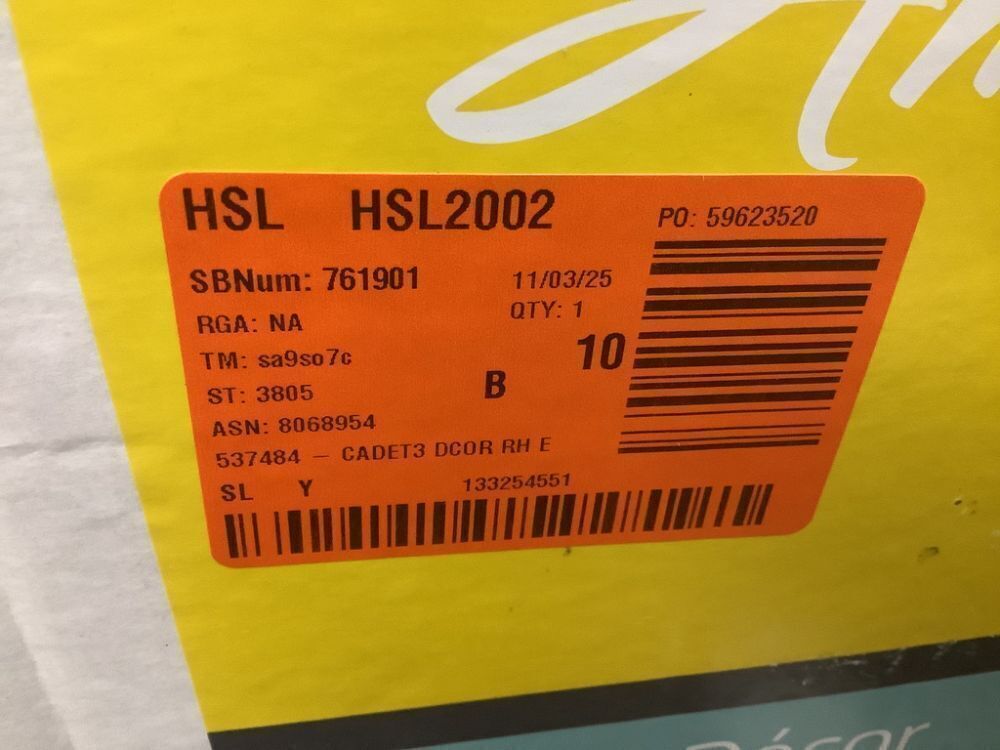 HSL HSL2002 PO: 59623520
SBNum: 761901 11/03/25
RGA: NA QTY: 1
TM: sa9so7c 10
ST: 3805 B
ASN: 8068954
537484 — CADET3 DCOR RH E
SL Y 133254551
Décor